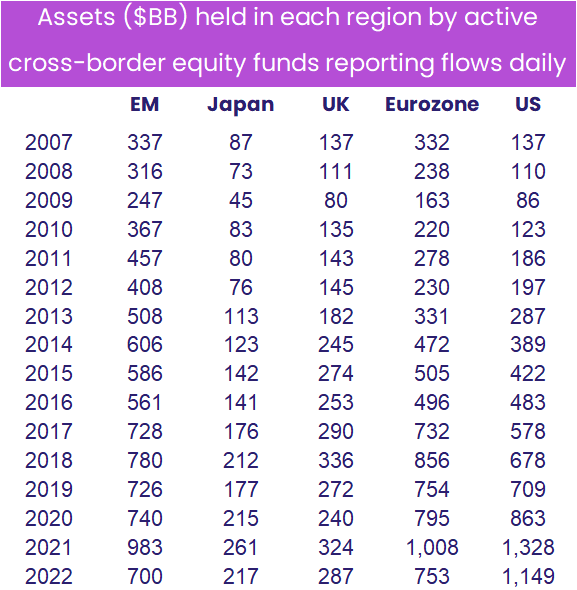 Assets ($BB) held in each region by active
cross-border equity funds reporting flows daily
EM Japan UK Eurozone US
2007 337 87 137 332 137
2008 316 73 111 238 110
2009 247 45 80 163 86
2010 367 83 135 220 123
2011 457 80 143 278 186
2012 408 76 145 230 197
2013 508 113 182 331 287
2014 606 123 245 472 389
2015 586 142 274 505 422
2016 561 141 253 496 483
2017 728 176 290 732 578
2018 780 212 336 856 678
2019 726 177 272 754 709
2020 740 215 240 795 863
2021 983 261 324 1,008 1,328
2022 700 217 287 753 1,149